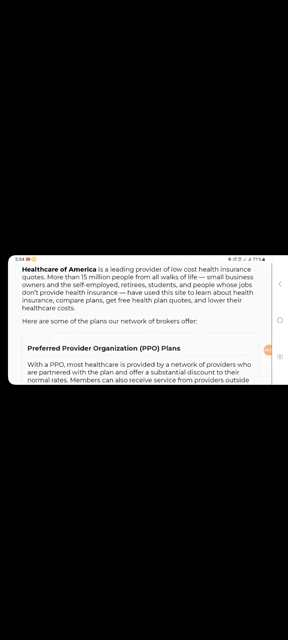 5:04
71%
Healthcare of America is a leading provider of low cost health insurance
quotes. More than 15 million people from all walks of life — small business
owners and the self-employed, retirees, students, and people whose jobs
don't provide health insurance — have used this site to learn about health
insurance, compare plans, get free health plan quotes, and lower their
healthcare costs.
Here are some of the plans our network of brokers offer:
Preferred Provider Organization (PPO) Plans
With a PPO, most healthcare is provided by a network of providers who
are partnered with the plan and offer a substantial discount to their
normal rates. Members can also receive service from providers outside